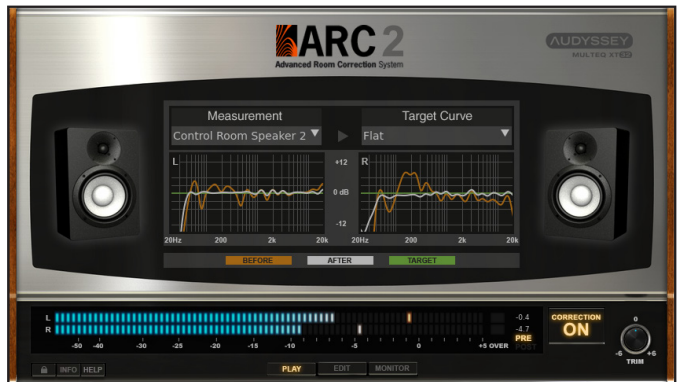 ARC 2
Advanced Room Correction System
AUDYSSEY
MULTEQ XT32
Measurement
Target Curve
Control Room Speaker 2
Flat
L
+12
R
0 dB
-12
20Hz 200 2k 20k 20Hz 200 2k 20k
BEFORE AFTER TARGET
L
-0.4
R
-4.7
PRE
POST
-50 -40 -30 -25 -20 -15 -10 -5 0 +5 OVER
CORRECTION
ON
0
-6 +6
TRIM
INFO HELP
PLAY EDIT MONITOR